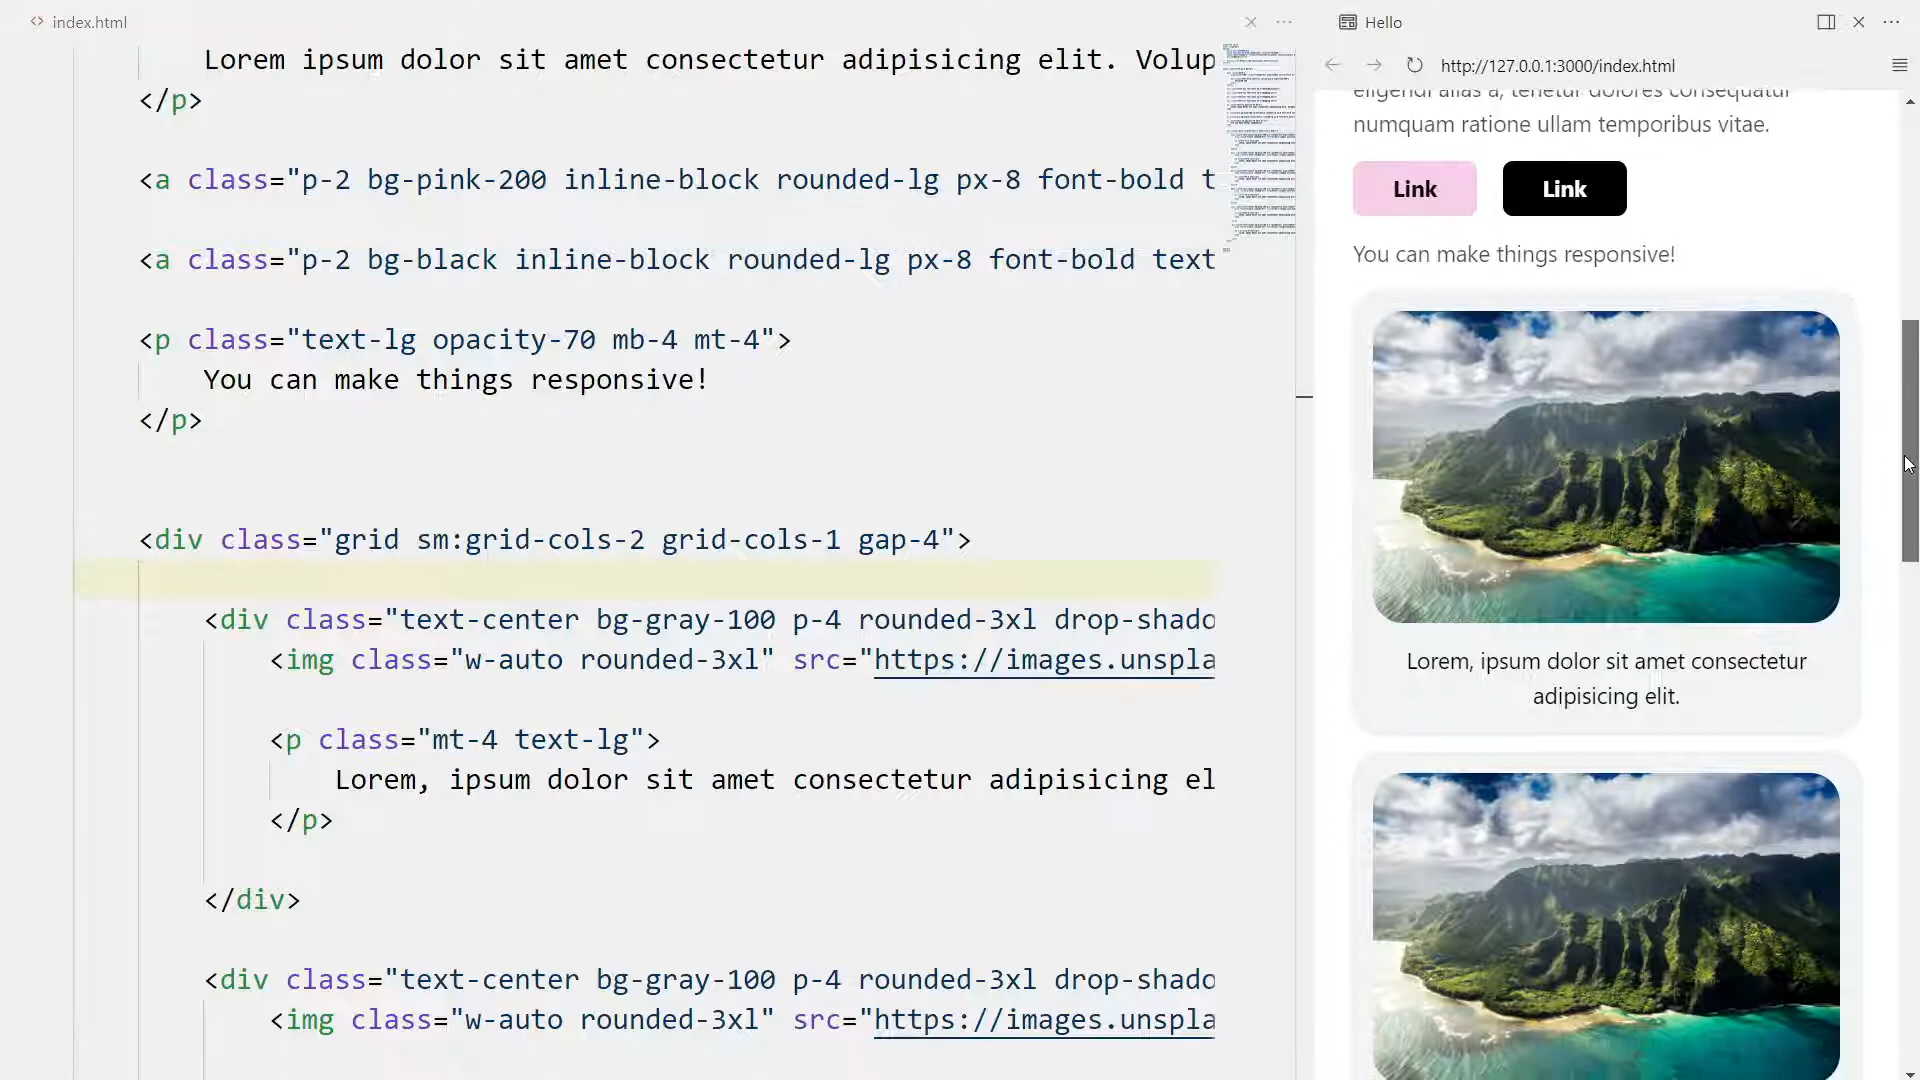 index.html
Lorem ipsum dolor sit amet consectetur adipisicing elit. Volup
</p>
<a class="p-2 bg-pink-200 inline-block rounded-lg px-8 font-bold t
<a class="p-2 bg-black inline-block rounded-lg px-8 font-bold text
<p class="text-lg opacity-70 mb-4 mt-4">
You can make things responsive!
</p>
<div class="grid sm:grid-cols-2 grid-cols-1 gap-4">
<div class="text-center bg-gray-100 p-4 rounded-3xl drop-shado
<img class="w-auto rounded-3xl" src="https://images.unspla
<p class="mt-4 text-lg">
Lorem, ipsum dolor sit amet consectetur adipisicing el
</p>
</div>
<div class="text-center bg-gray-100 p-4 rounded-3xl drop-shado
<img class="w-auto rounded-3xl" src="https://images.unspla
Hello
http://127.0.0.1:3000/index.html
eligendi alias a, tenetur dolores consequatur
numquam ratione ullam temporibus vitae.
Link Link
You can make things responsive!
Lorem, ipsum dolor sit amet consectetur
adipisicing elit.